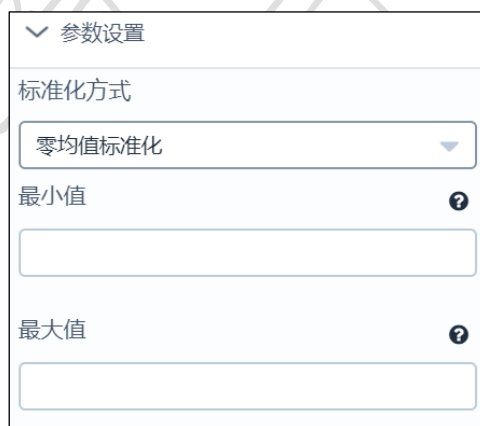 参数设置
标准化方式
零均值标准化
最小值
最大值